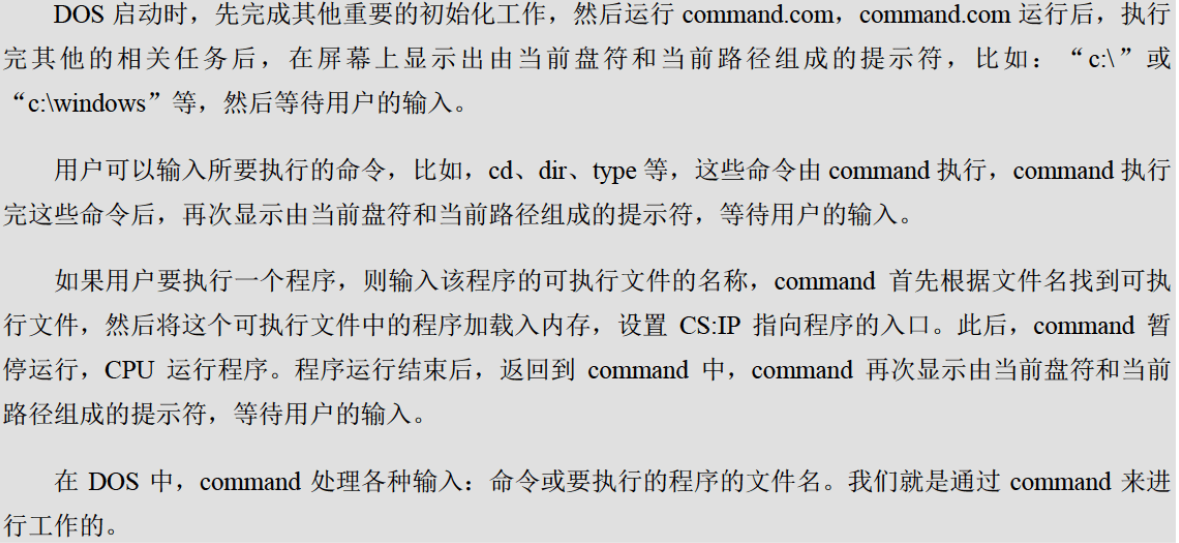 DOS 启动时，先完成其他重要的初始化工作，然后运行 command.com，command.com 运行后，执行
完其他的相关任务后，在屏幕上显示出由当前盘符和当前路径组成的提示符，比如：“c:\”或
“c:\windows”等，然后等待用户的输入。
用户可以输入所要执行的命令，比如，cd、dir、type 等，这些命令由 command 执行，command 执行
完这些命令后，再次显示由当前盘符和当前路径组成的提示符，等待用户的输入。
如果用户要执行一个程序，则输入该程序的可执行文件的名称，command 首先根据文件名找到可执
行文件，然后将这个可执行文件中的程序加载入内存，设置 CS:IP 指向程序的入口。此后，command 暂
停运行，CPU 运行程序。程序运行结束后，返回到 command 中，command 再次显示由当前盘符和当前
路径组成的提示符，等待用户的输入。
在 DOS 中，command 处理各种输入：命令或要执行的程序的文件名。我们就是通过 command 来进
行工作的。